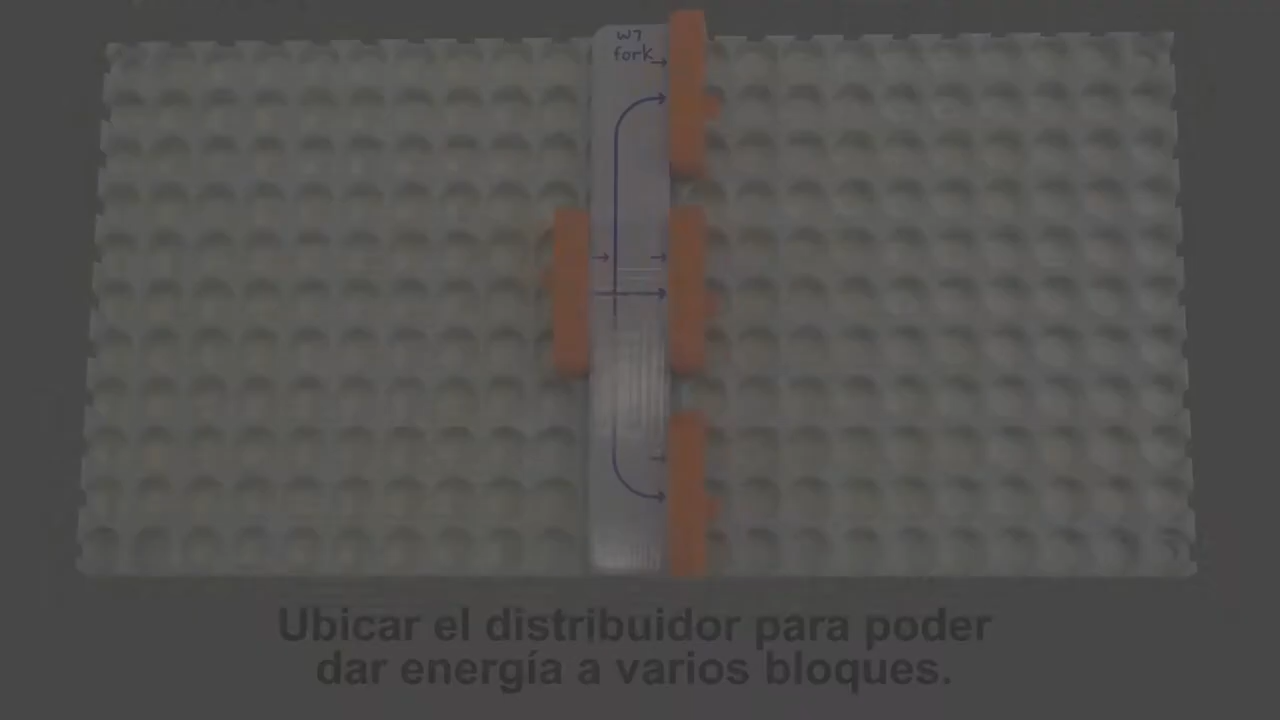 w7
fork
Ubicar el distribuidor para poder
dar energía a varios bloques.